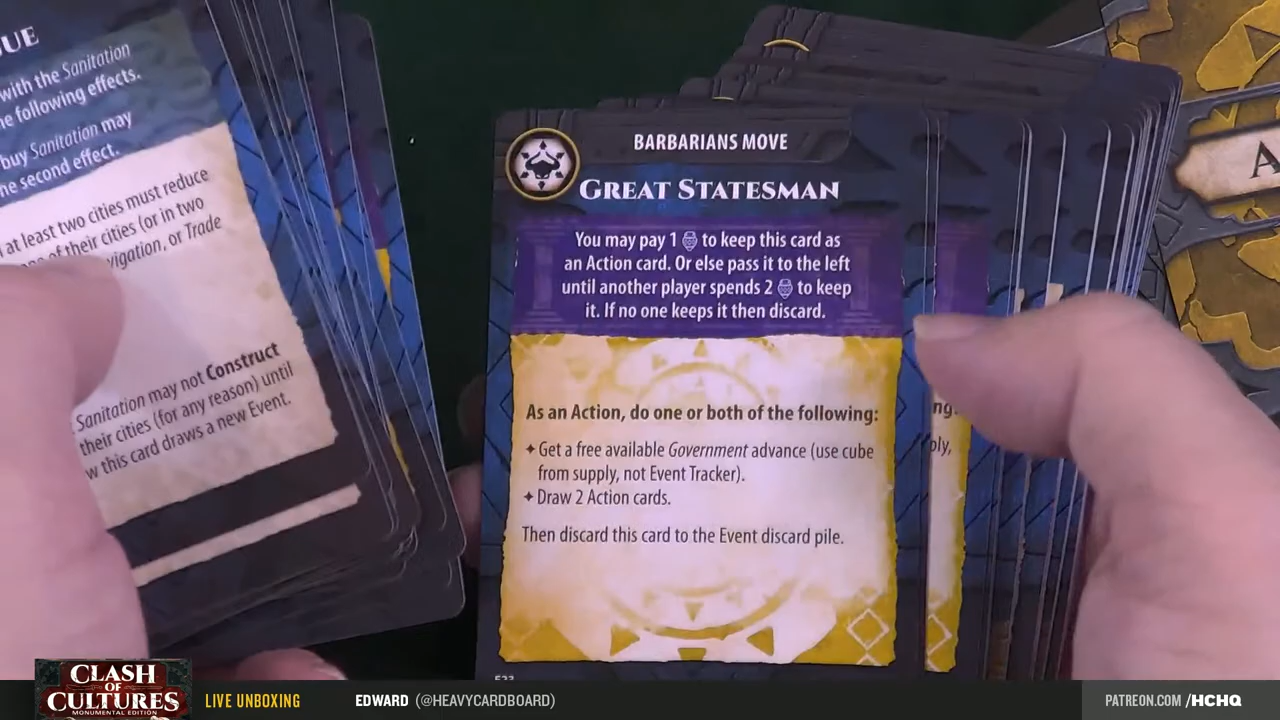 UE
with the Sanitation
following effects.
buy Sanitation may
second effect.
at least two cities must reduce
of their cities (or in two
or Trade
Sanitation may not Construct
their cities (for any reason) until
this card draws a new Event.
BARBARIANS MOVE
GREAT STATESMAN
You may pay 1 to keep this card as
an Action card. Or else pass it to the left
until another player spends 2 to keep
it. If no one keeps it then discard.
As an Action, do one or both of the following:
✦ Get a free available Government advance (use cube
from supply, not Event Tracker).
✦ Draw 2 Action cards.
Then discard this card to the Event discard pile.
ng:
ply,
A
CLASH
OF
CULTURES
MONUMENTAL EDITION
LIVE UNBOXING
EDWARD (@HEAVYCARDBOARD)
PATREON.COM/HCHQ